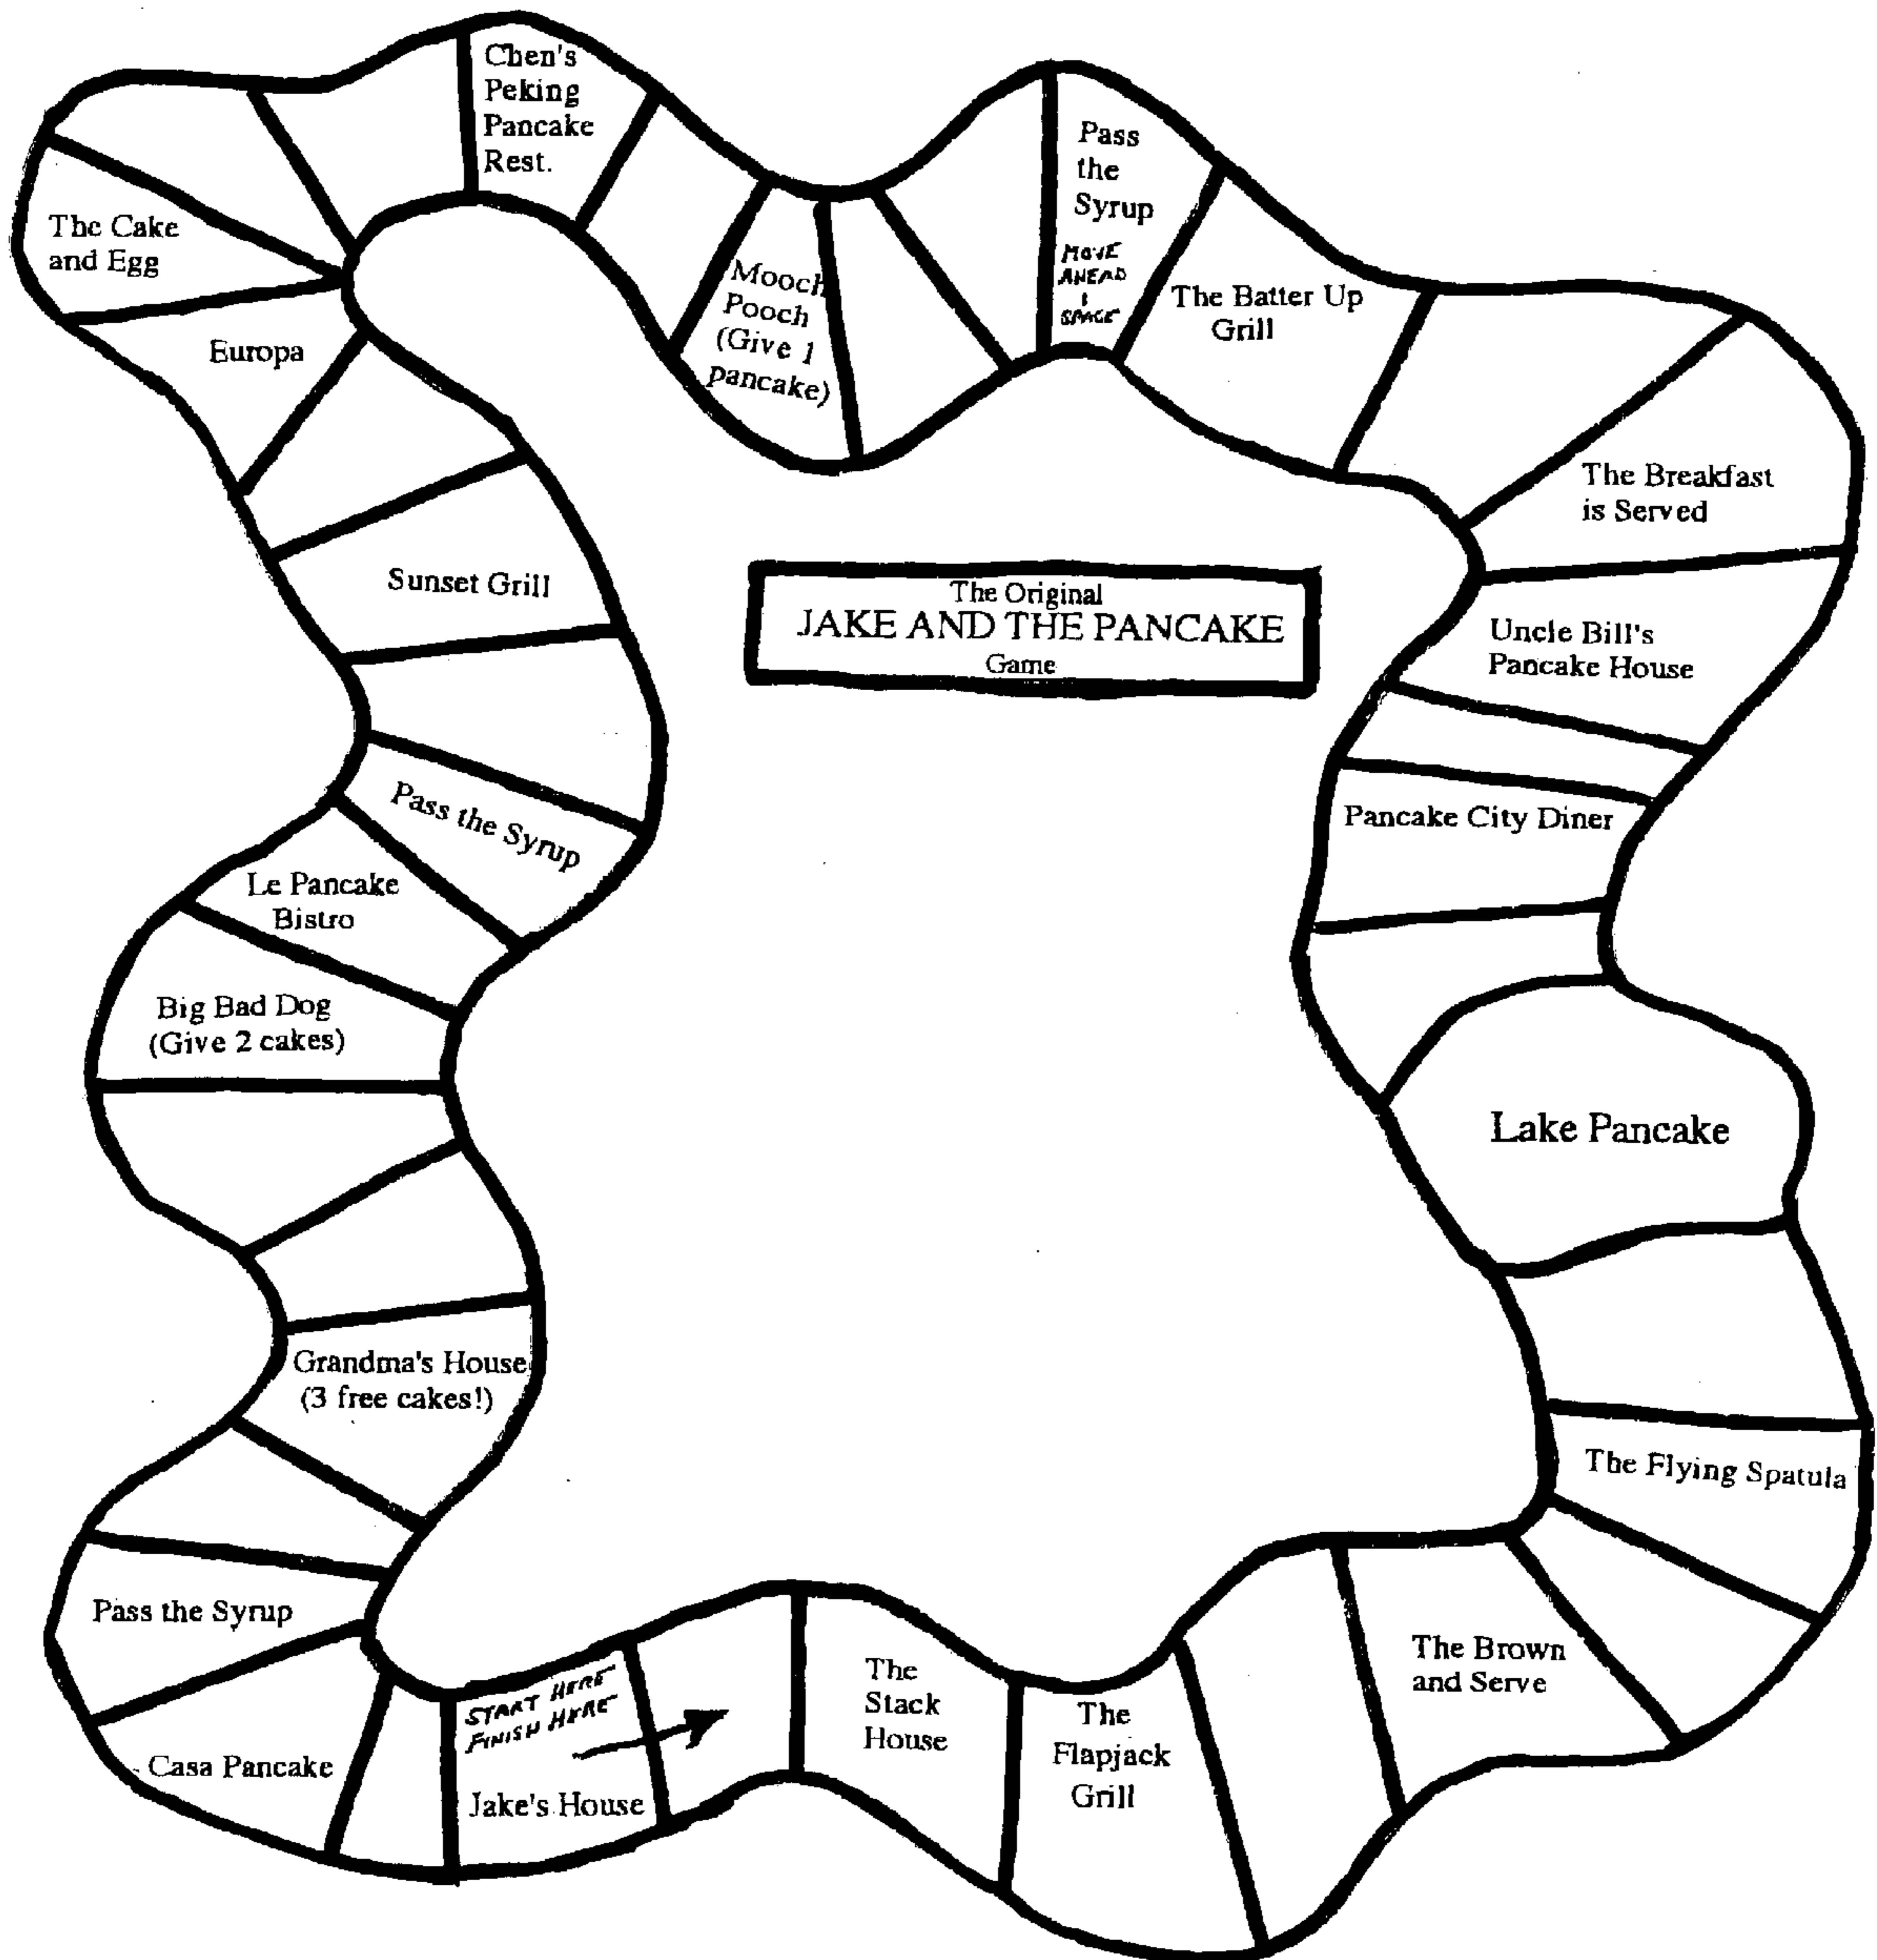 Chen's
Peking
Pancake
Rest.
Pass
the
Syrup
MOVE
AHEAD
1
SPACE
The Cake
and Egg
Mooch
Pooch
(Give 1
pancake)
The Batter Up
Grill
Europa
The Breakfast
is Served
Sunset Grill
The Original
JAKE AND THE PANCAKE
Game
Uncle Bill's
Pancake House
Pass the Syrup
Pancake City Diner
Le Pancake
Bistro
Big Bad Dog
(Give 2 cakes)
Lake Pancake
Grandma's House
(3 free cakes!)
The Flying Spatula
Pass the Syrup
The Brown
and Serve
The
Stack
House
START HERE
FINISH HERE
The
Flapjack
Grill
Casa Pancake
Jake's House